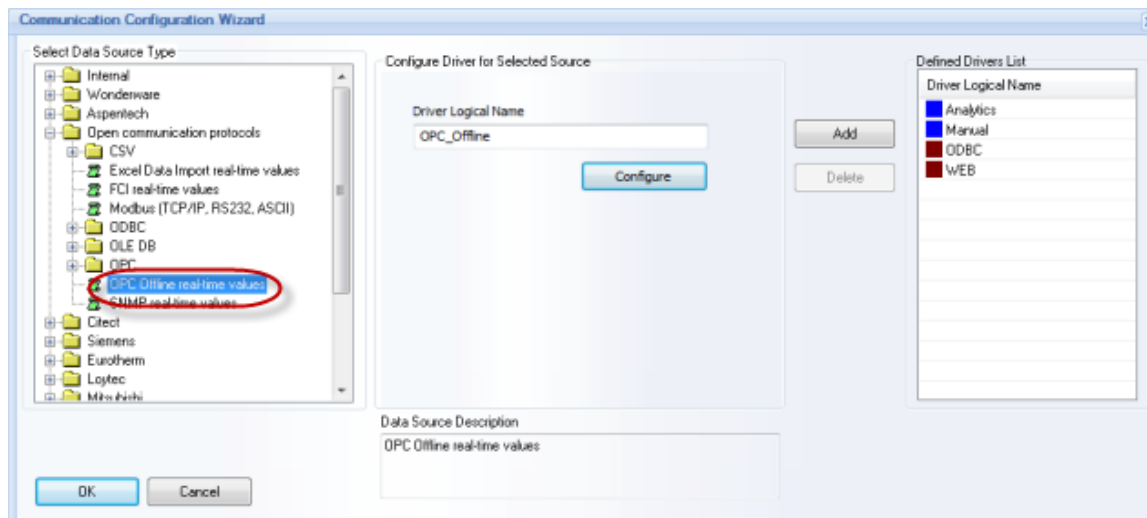 Communication Configuration Wizard
Select Data Source Type
Internal
Wonderware
Aspentech
Open communication protocols
CSV
Excel Data Import real-time values
FCI real-time values
Modbus (TCP/IP, RS232, ASCII)
ODBC
OLE DB
OPC
OPC Offline real-time values
SNMP real-time values
Citect
Siemens
Eurotherm
Loytec
Mitsubishi
OK
Cancel
Configure Driver for Selected Source
Driver Logical Name
OPC_Offline
Configure
Data Source Description
OPC Offline real-time values
Add
Delete
Defined Drivers List
Driver Logical Name
Analytics
Manual
ODBC
WEB